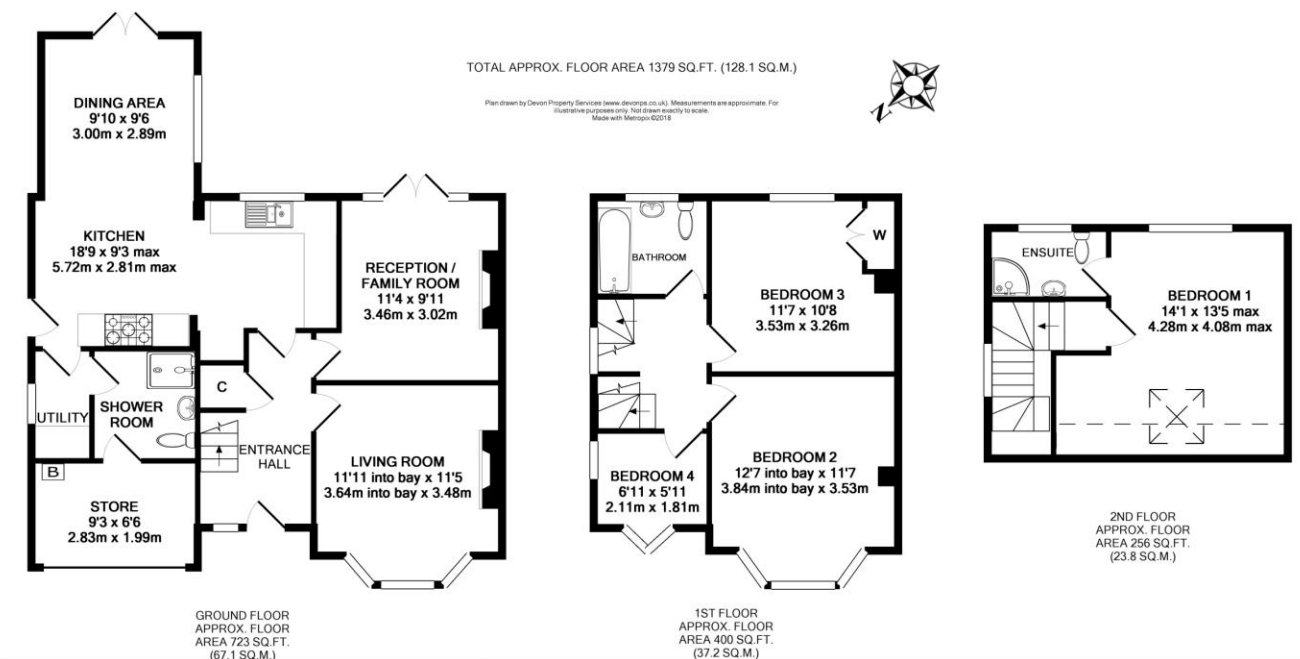 TOTAL APPROX. FLOOR AREA 1379 SQ.FT. (128.1 SQ.M.)
Plan drawn by Devon Property Services (www.devonps.co.uk). Measurements are approximate. For
illustrative purposes only. Not drawn exactly to scale.
Made with Metropix ©2018
N
DINING AREA
9'10 x 9'6
3.00m x 2.89m
KITCHEN
18'9 x 9'3 max
5.72m x 2.81m max
RECEPTION /
FAMILY ROOM
11'4 x 9'11
3.46m x 3.02m
C
UTILITY
SHOWER
ROOM
ENTRANCE
HALL
LIVING ROOM
11'11 into bay x 11'5
3.64m into bay x 3.48m
B
STORE
9'3 x 6'6
2.83m x 1.99m
GROUND FLOOR
APPROX. FLOOR
AREA 723 SQ.FT.
(67.1 SQ.M.)
BATHROOM
W
BEDROOM 3
11'7 x 10'8
3.53m x 3.26m
BEDROOM 4
6'11 x 5'11
2.11m x 1.81m
BEDROOM 2
12'7 into bay x 11'7
3.84m into bay x 3.53m
1ST FLOOR
APPROX. FLOOR
AREA 400 SQ.FT.
(37.2 SQ.M.)
ENSUITE
BEDROOM 1
14'1 x 13'5 max
4.28m x 4.08m max
2ND FLOOR
APPROX. FLOOR
AREA 256 SQ.FT.
(23.8 SQ.M.)